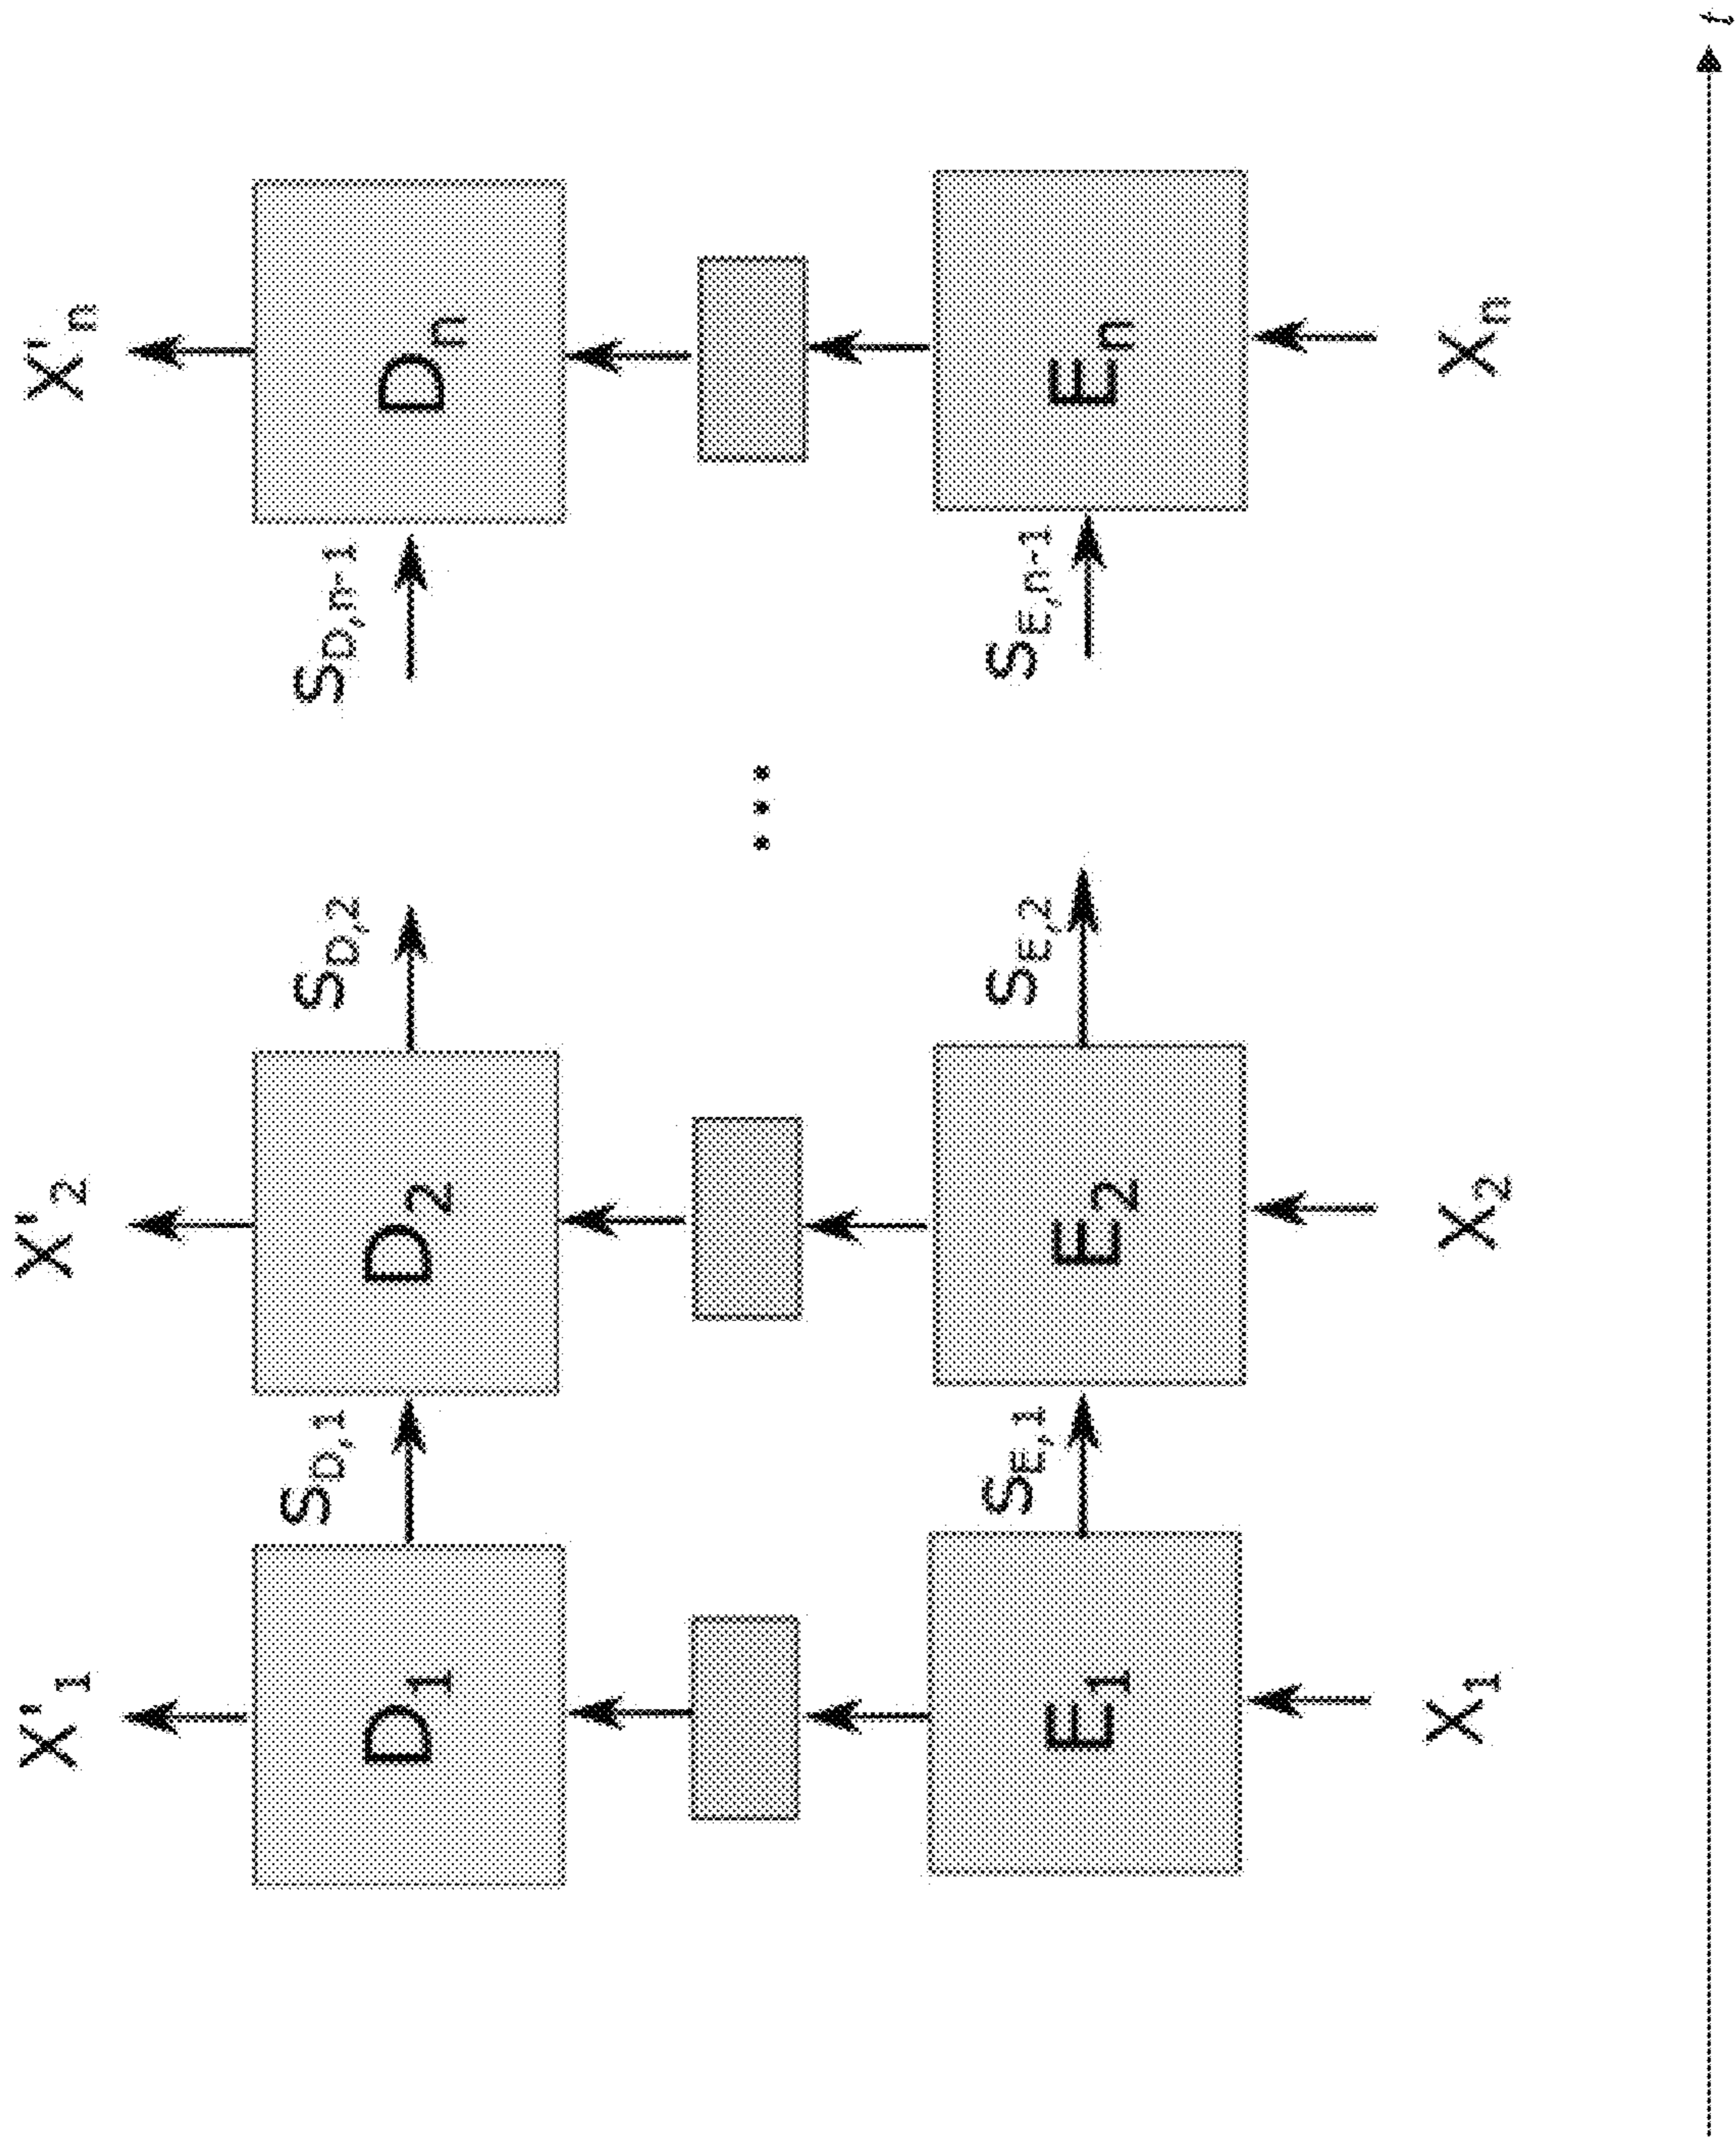 X'1 X'2 X'n
SD,1 SD,2 SD,n-1
D1 D2 Dn
...
SE,1 SE,2 SE,n-1
E1 E2 En
X1 X2 Xn
t